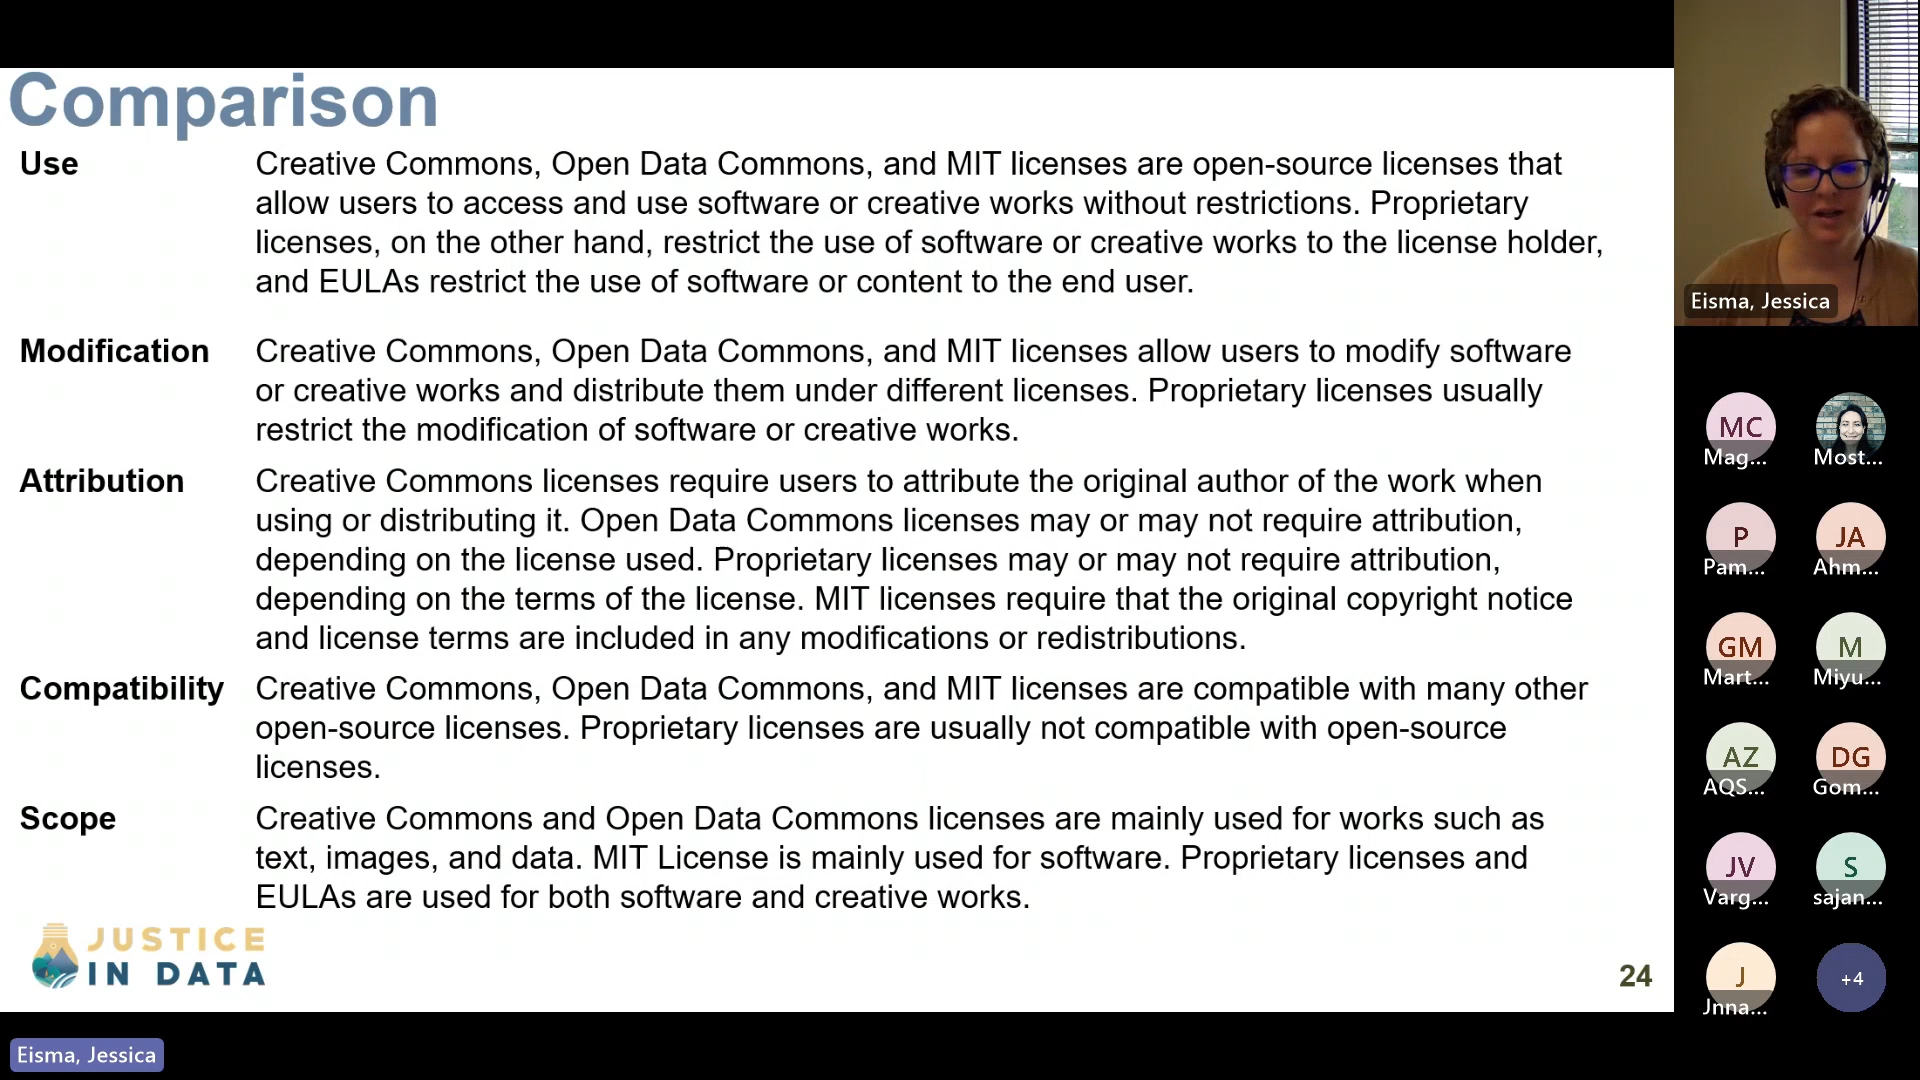 Comparison
Use
Creative Commons, Open Data Commons, and MIT licenses are open-source licenses that
allow users to access and use software or creative works without restrictions. Proprietary
licenses, on the other hand, restrict the use of software or creative works to the license holder,
and EULAs restrict the use of software or content to the end user.
Modification
Creative Commons, Open Data Commons, and MIT licenses allow users to modify software
or creative works and distribute them under different licenses. Proprietary licenses usually
restrict the modification of software or creative works.
Attribution
Creative Commons licenses require users to attribute the original author of the work when
using or distributing it. Open Data Commons licenses may or may not require attribution,
depending on the license used. Proprietary licenses may or may not require attribution,
depending on the terms of the license. MIT licenses require that the original copyright notice
and license terms are included in any modifications or redistributions.
Compatibility
Creative Commons, Open Data Commons, and MIT licenses are compatible with many other
open-source licenses. Proprietary licenses are usually not compatible with open-source
licenses.
Scope
Creative Commons and Open Data Commons licenses are mainly used for works such as
text, images, and data. MIT License is mainly used for software. Proprietary licenses and
EULAs are used for both software and creative works.
JUSTICE
IN DATA
24
Eisma, Jessica
Eisma, Jessica
MC
Mag...
Most...
P
Pam...
JA
Ahm...
GM
Mart...
M
Miyu...
AZ
AQS...
DG
Gom...
JV
Varg...
S
sajan...
J
Jnna...
+4